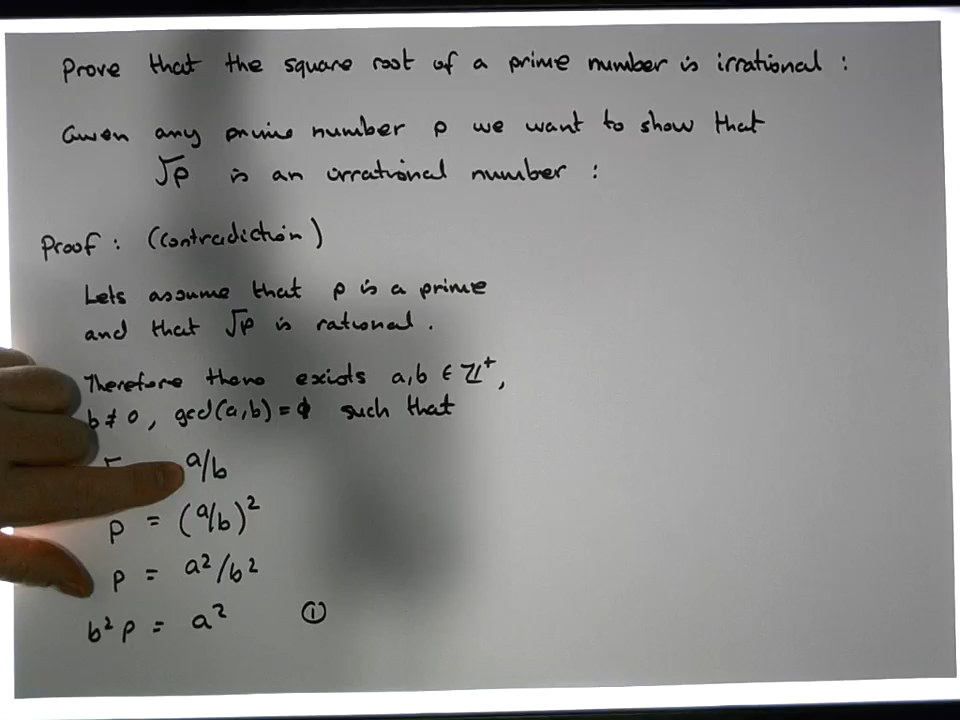 Prove that the square root of a prime number is irrational :
Given any prime number p we want to show that
√p is an irrational number :
Proof : (Contradiction)
Lets assume that p is a prime
and that √p is rational .
Therefore there exists a,b ∈ ℤ⁺,
b ≠ 0 , gcd(a,b) = 1 such that
a/b
p = (a/b)²
p = a²/b²
b²p = a² ①